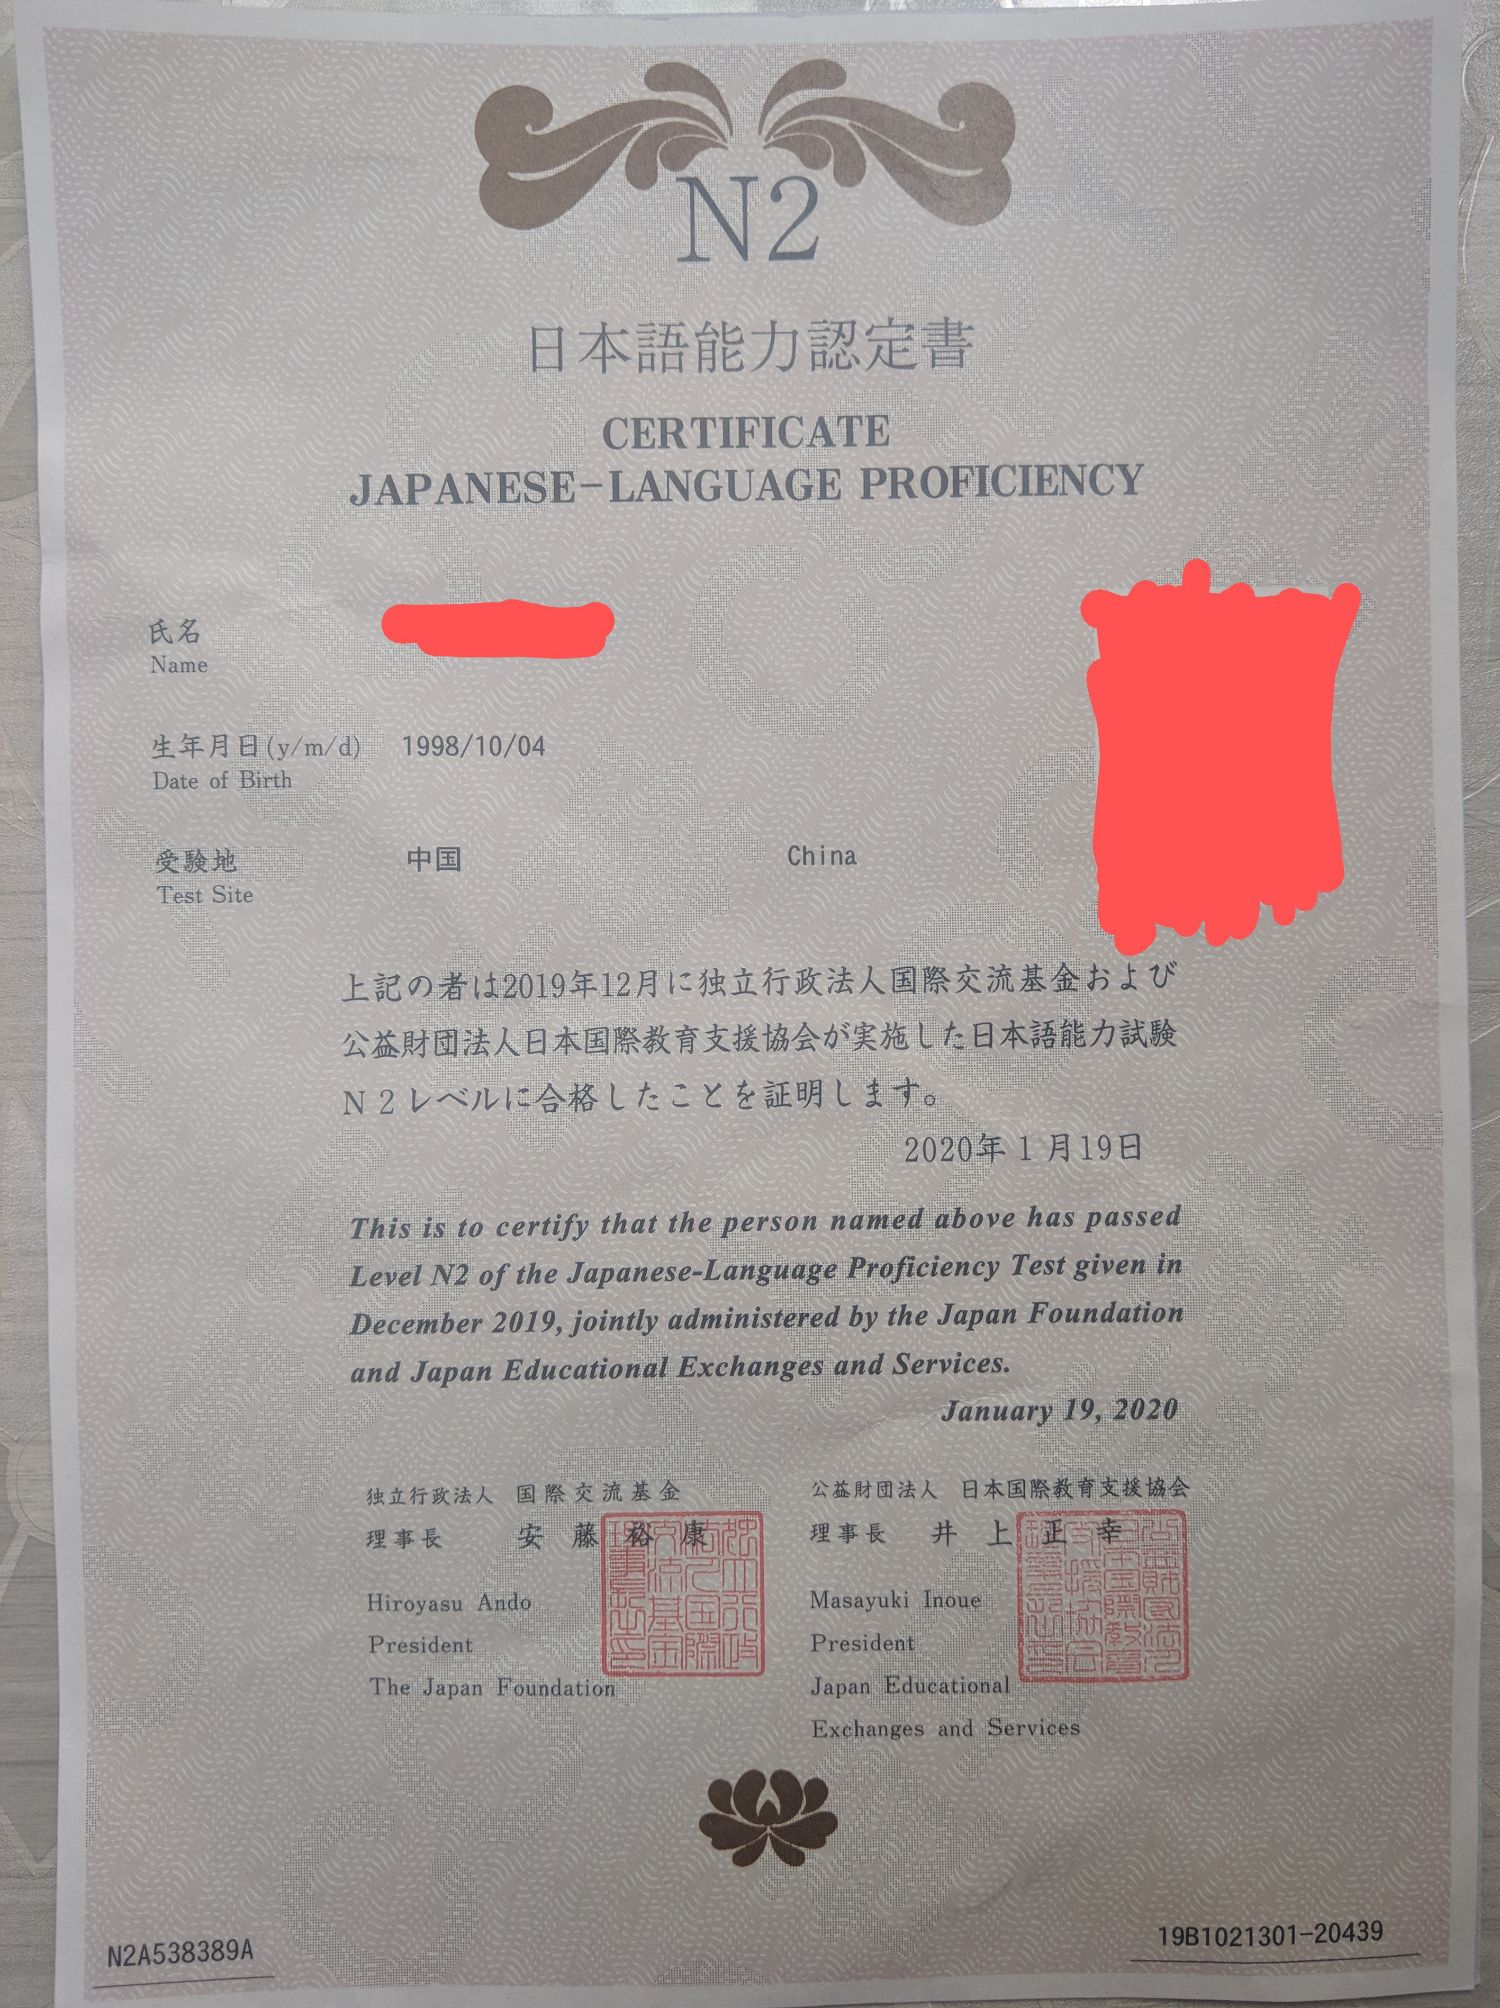 N2
日本語能力認定書
CERTIFICATE
JAPANESE-LANGUAGE PROFICIENCY
氏名
Name
生年月日(y/m/d) 1998/10/04
Date of Birth
受験地 中国 China
Test Site
上記の者は2019年12月に独立行政法人国際交流基金および
公益財団法人日本国際教育支援協会が実施した日本語能力試験
N2レベルに合格したことを証明します。
2020年1月19日
This is to certify that the person named above has passed
Level N2 of the Japanese-Language Proficiency Test given in
December 2019, jointly administered by the Japan Foundation
and Japan Educational Exchanges and Services.
January 19, 2020
独立行政法人 国際交流基金
理事長 安藤裕康
Hiroyasu Ando
President
The Japan Foundation
公益財団法人 日本国際教育支援協会
理事長 井上正幸
Masayuki Inoue
President
Japan Educational
Exchanges and Services
N2A538389A
19B1021301-20439